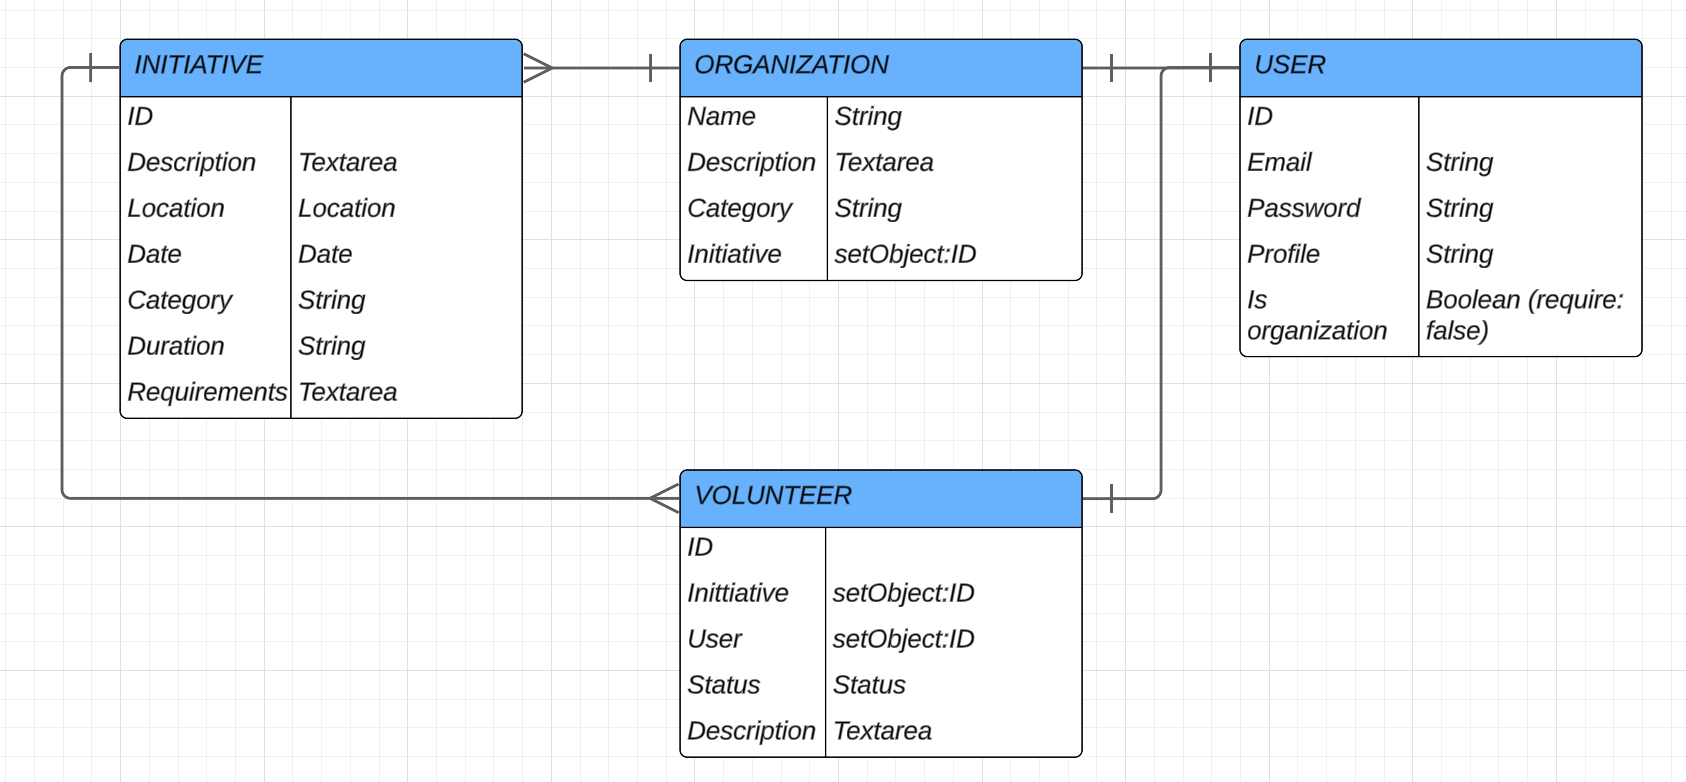 INITIATIVE
ID
Description Textarea
Location Location
Date Date
Category String
Duration String
Requirements Textarea
ORGANIZATION
Name String
Description Textarea
Category String
Initiative setObject:ID
USER
ID
Email String
Password String
Profile String
Is Boolean (require:
organization false)
VOLUNTEER
ID
Inittiative setObject:ID
User setObject:ID
Status Status
Description Textarea